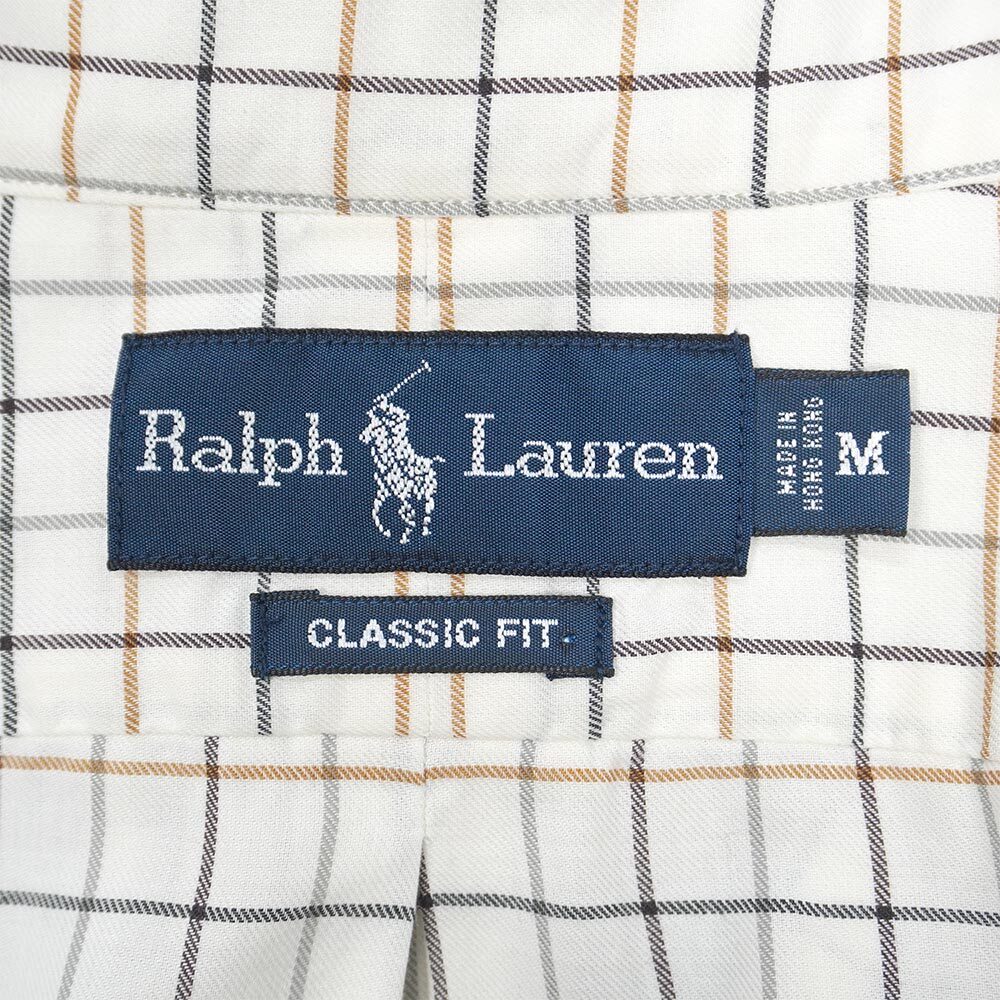 Ralph Lauren
MADE IN
HONG KONG
M
CLASSIC FIT